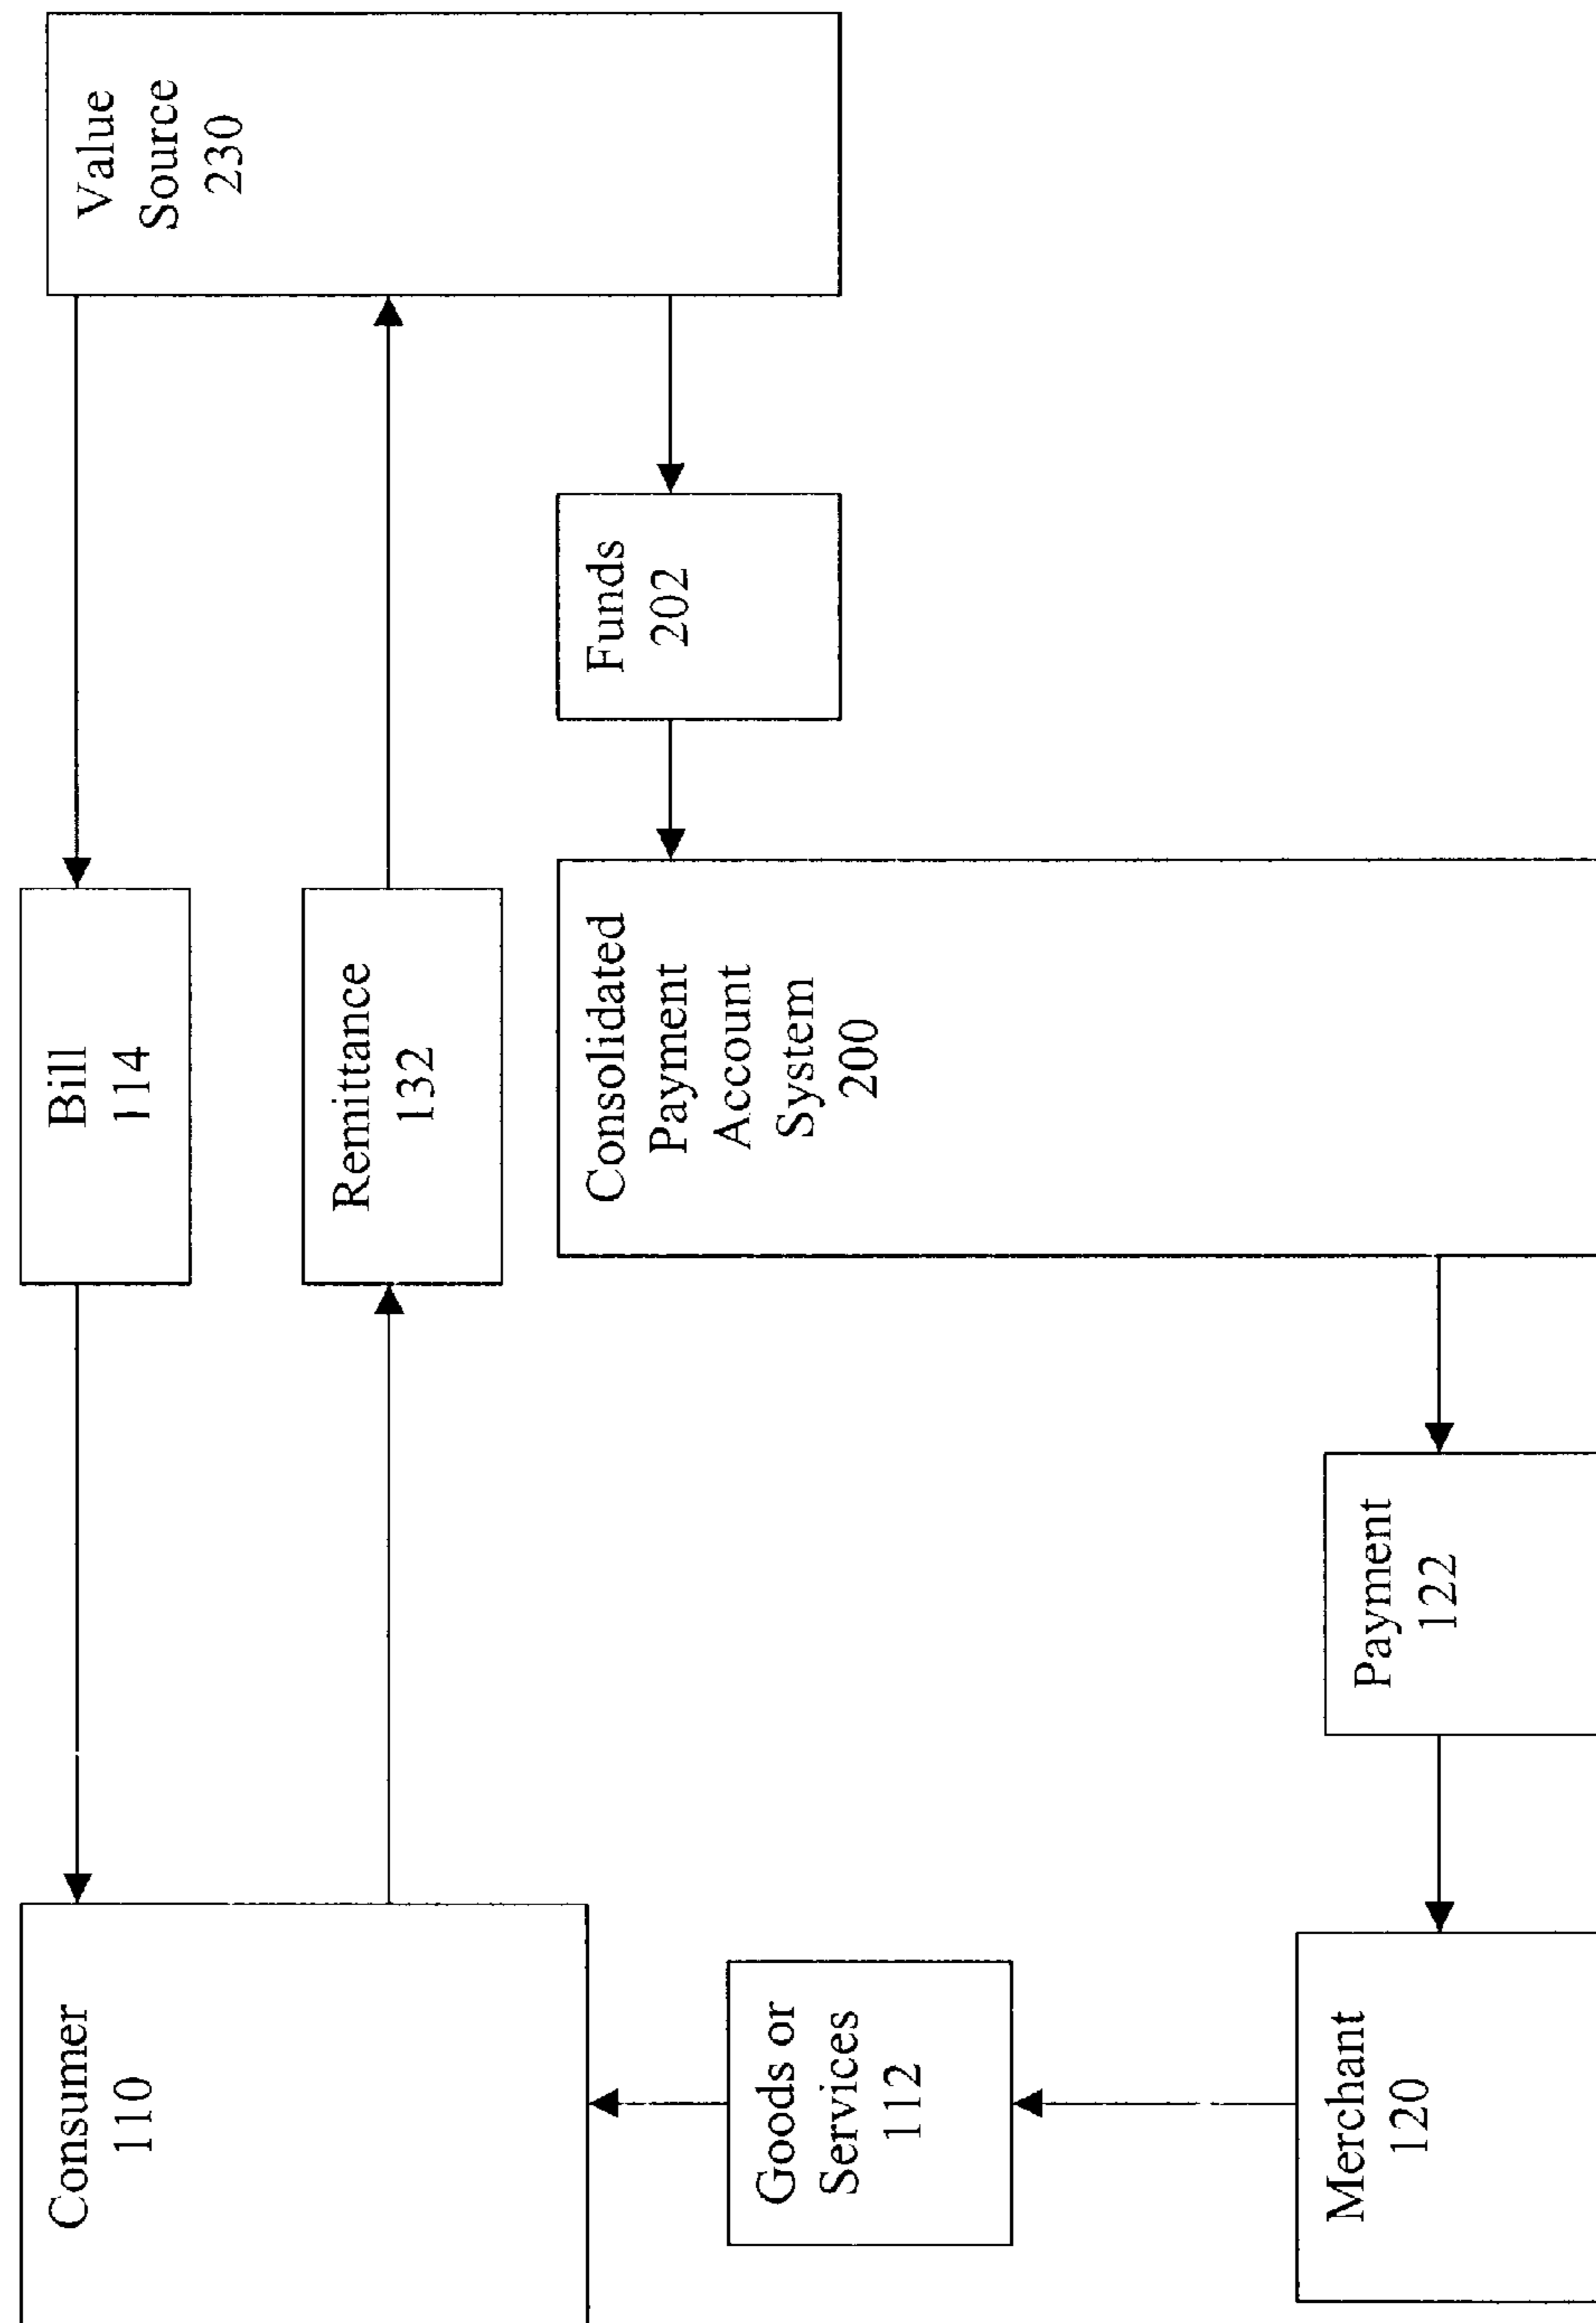 Consumer
110
Bill
114
Value
Source
230
Remittance
132
Goods or
Services
112
Consolidated
Payment
Account
System
200
Funds
202
Merchant
120
Payment
122